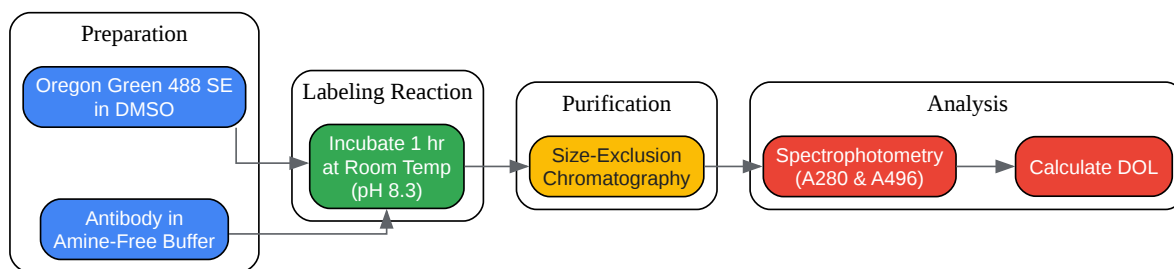 Preparation
Oregon Green 488 SE
in DMSO
Antibody in
Amine-Free Buffer
Labeling Reaction
Incubate 1 hr
at Room Temp
(pH 8.3)
Purification
Size-Exclusion
Chromatography
Analysis
Spectrophotometry
(A280 & A496)
Calculate DOL